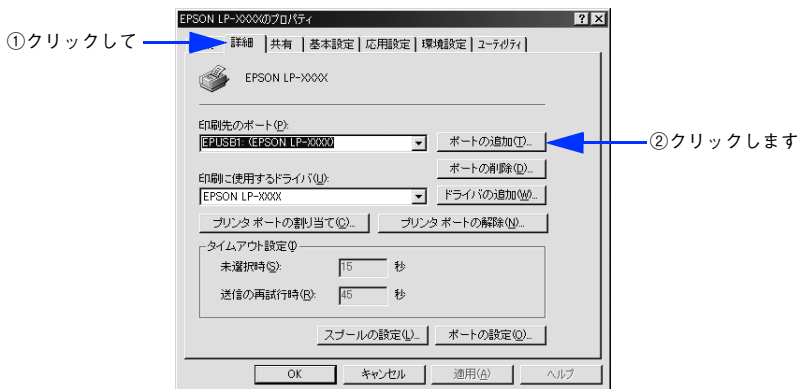 EPSON LP-XXXXのプロパティ
①クリックして
詳細 共有 基本設定 応用設定 環境設定 ユーティリティ
EPSON LP-XXXX
印刷先のポート(P):
EPUSB1: (EPSON LP-XXXX) ポートの追加(T)...
②クリックします
ポートの削除(D)...
印刷に使用するドライバ(U):
EPSON LP-XXXX ドライバの追加(W)...
プリンタ ポートの割り当て(C)... プリンタ ポートの解除(N)...
タイムアウト設定(I)
未選択時(S): 15 秒
送信の再試行時(R): 45 秒
スプールの設定(L)... ポートの設定(O)...
OK キャンセル 適用(A) ヘルプ